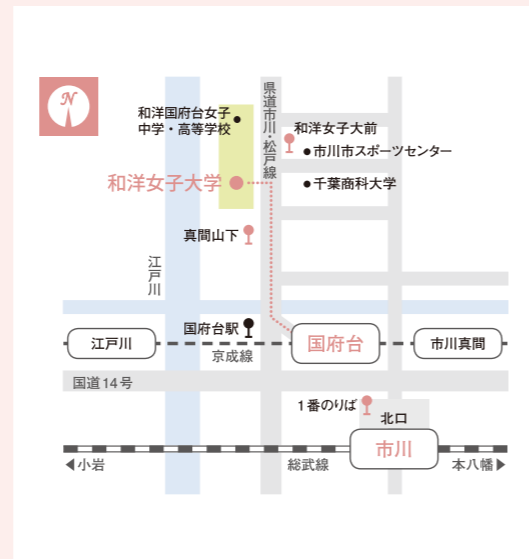 N
県道市川・松戸線
和洋国府台女子
中学・高等学校
和洋女子大前
市川市スポーツセンター
和洋女子大学
千葉商科大学
真間山下
江戸川
国府台駅
江戸川
国府台
市川真間
京成線
国道14号
1番のりば
北口
市川
◀小岩
総武線
本八幡▶